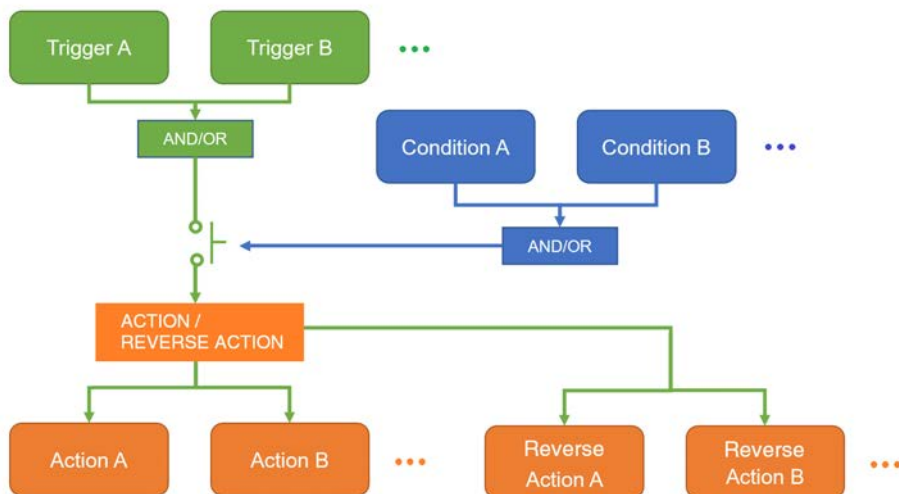 Trigger A
Trigger B
•••
AND/OR
Condition A
Condition B
•••
AND/OR
ACTION /
REVERSE ACTION
Action A
Action B
•••
Reverse
Action A
Reverse
Action B
•••